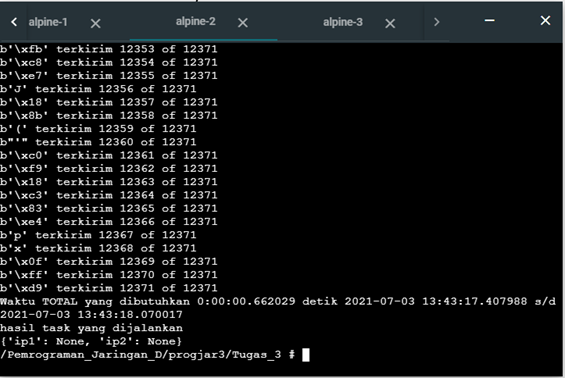 alpine-1 alpine-2 alpine-3
b'\xfb' terkirim 12353 of 12371
b'\xc8' terkirim 12354 of 12371
b'\xe7' terkirim 12355 of 12371
b'J' terkirim 12356 of 12371
b'\x18' terkirim 12357 of 12371
b'\x8b' terkirim 12358 of 12371
b'(' terkirim 12359 of 12371
b"'" terkirim 12360 of 12371
b'\xc0' terkirim 12361 of 12371
b'\xf9' terkirim 12362 of 12371
b'\x18' terkirim 12363 of 12371
b'\xc3' terkirim 12364 of 12371
b'\x83' terkirim 12365 of 12371
b'\xe4' terkirim 12366 of 12371
b'p' terkirim 12367 of 12371
b'x' terkirim 12368 of 12371
b'\x0f' terkirim 12369 of 12371
b'\xff' terkirim 12370 of 12371
b'\xd9' terkirim 12371 of 12371
Waktu TOTAL yang dibutuhkan 0:00:00.662029 detik 2021-07-03 13:43:17.407988 s/d
2021-07-03 13:43:18.070017
hasil task yang dijalankan
{'ip1': None, 'ip2': None}
/Pemrograman_Jaringan_D/progjar3/Tugas_3 #